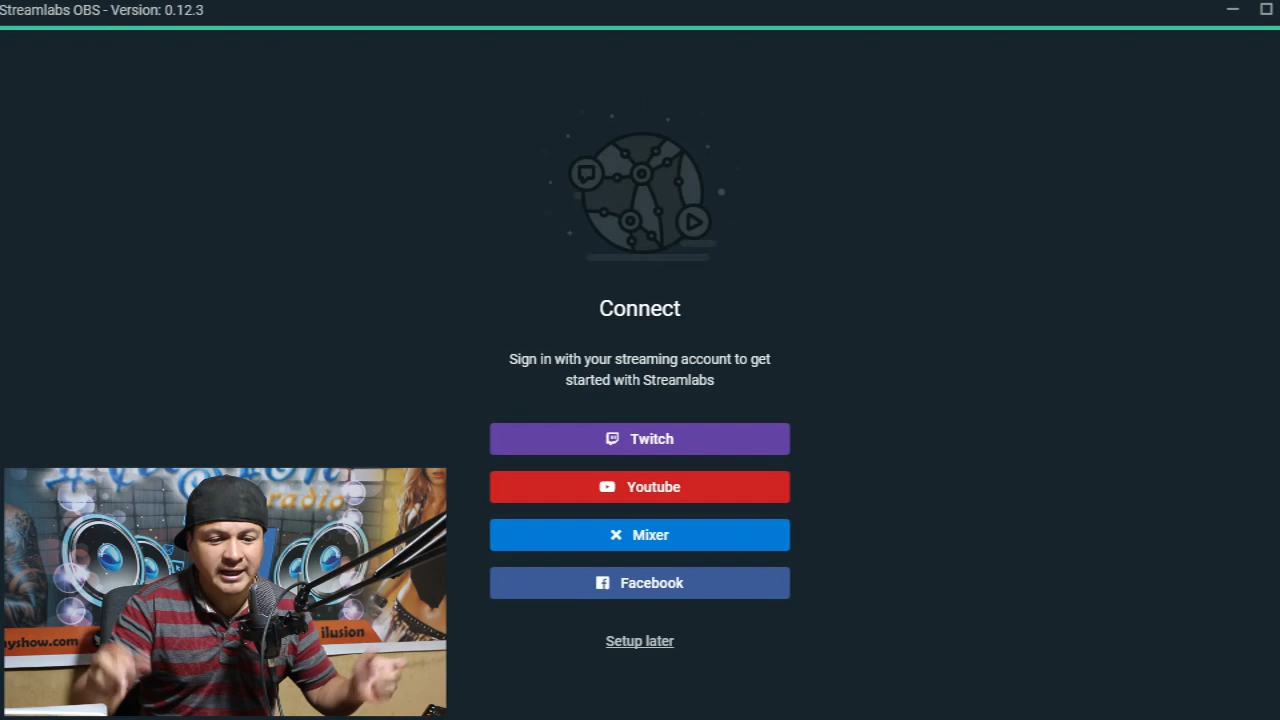 Streamlabs OBS - Version: 0.12.3
Connect
Sign in with your streaming account to get
started with Streamlabs
Twitch
Youtube
Mixer
Facebook
Setup later
radio
ilusion